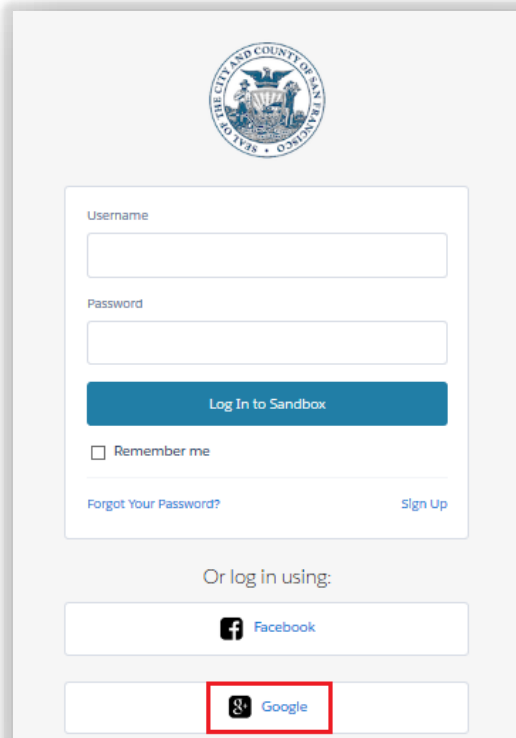 SEAL OF THE CITY AND COUNTY OF SAN FRANCISCO
Username
Password
Log In to Sandbox
Remember me
Forgot Your Password? Sign Up
Or log in using:
Facebook
Google